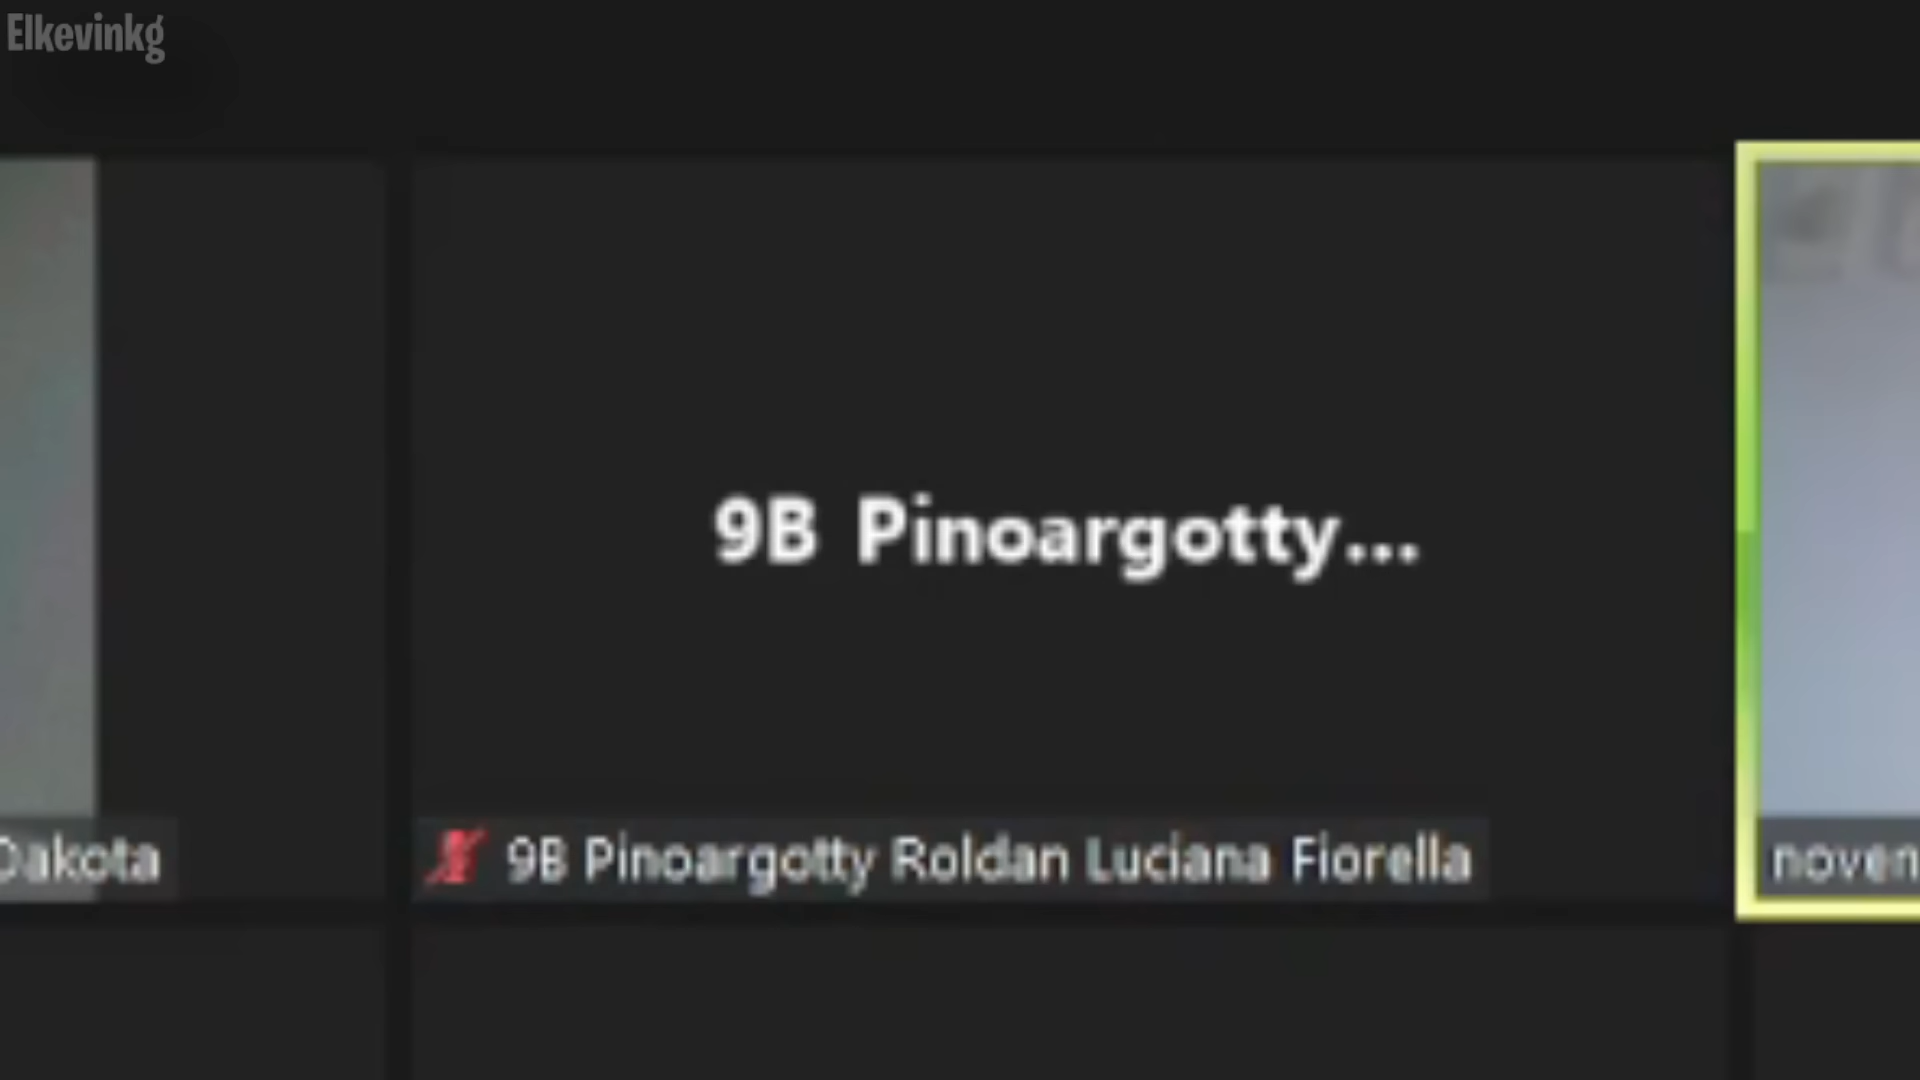 Elkevinkg
9B Pinoargotty...
Dakota
9B Pinoargotty Roldan Luciana Fiorella
noven